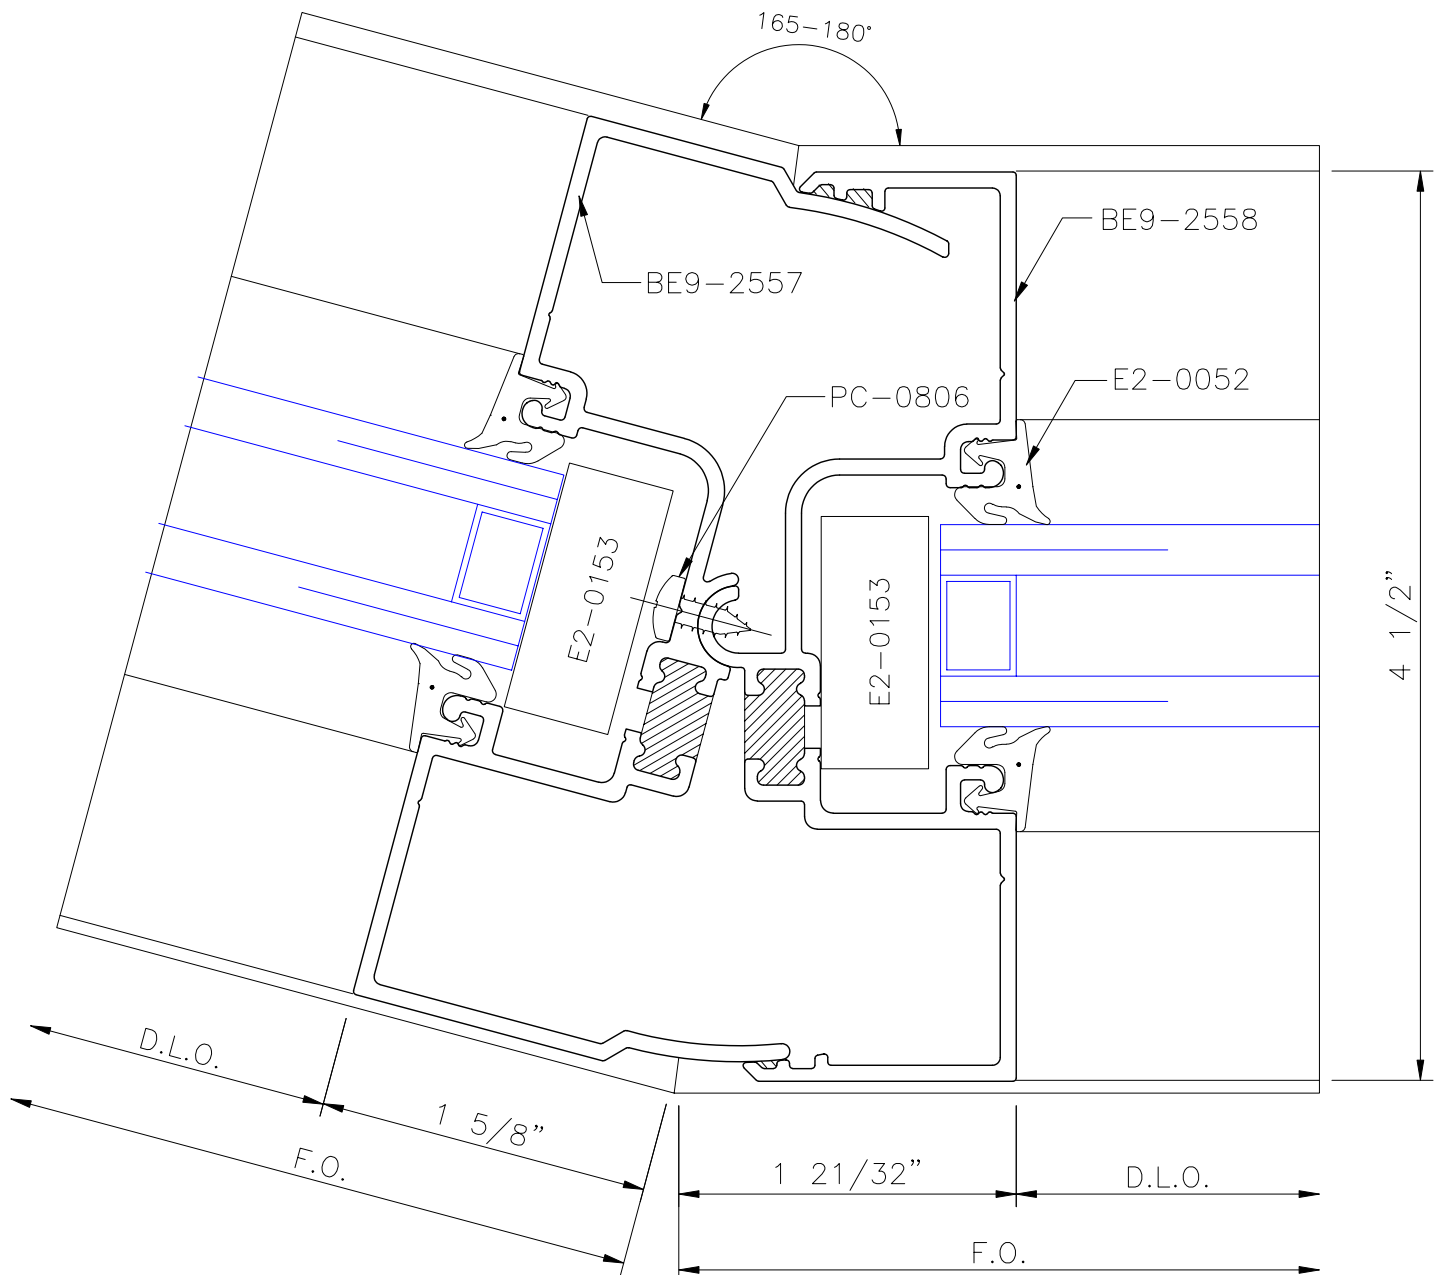 165-180°
BE9-2558
BE9-2557
E2-0052
PC-0806
E2-0153
E2-0153
4 1/2”
D.L.O.
1 5/8”
F.O.
1 21/32”
D.L.O.
F.O.